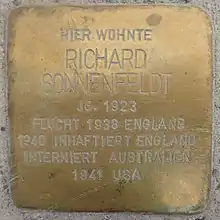 HIER WOHNTE
RICHARD
SONNENFELDT
JG. 1923
FLUCHT 1938 ENGLAND
1940 INHAFTIERT ENGLAND
INTERNIERT AUSTRALIEN
1941 USA